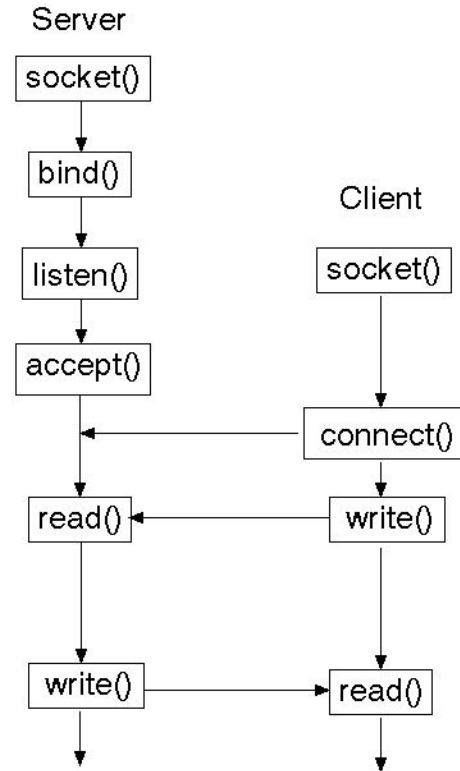 Server
socket()
bind()
listen()
accept()
read()
write()
Client
socket()
connect()
write()
read()